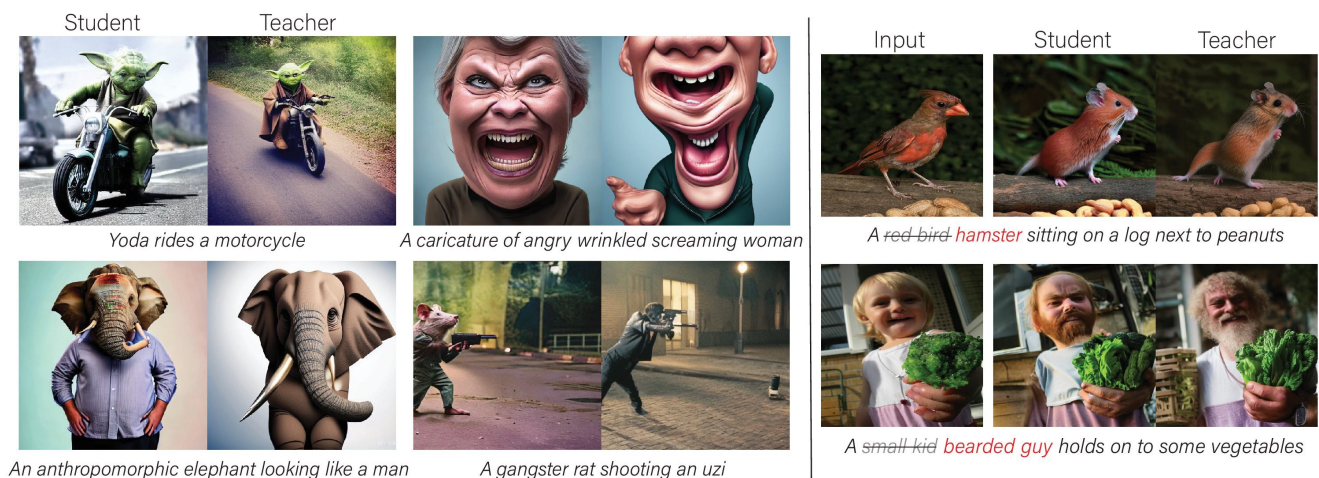 Student Teacher
Yoda rides a motorcycle
A caricature of angry wrinkled screaming woman
An anthropomorphic elephant looking like a man
A gangster rat shooting an uzi
Input Student Teacher
A red bird hamster sitting on a log next to peanuts
A small kid bearded guy holds on to some vegetables